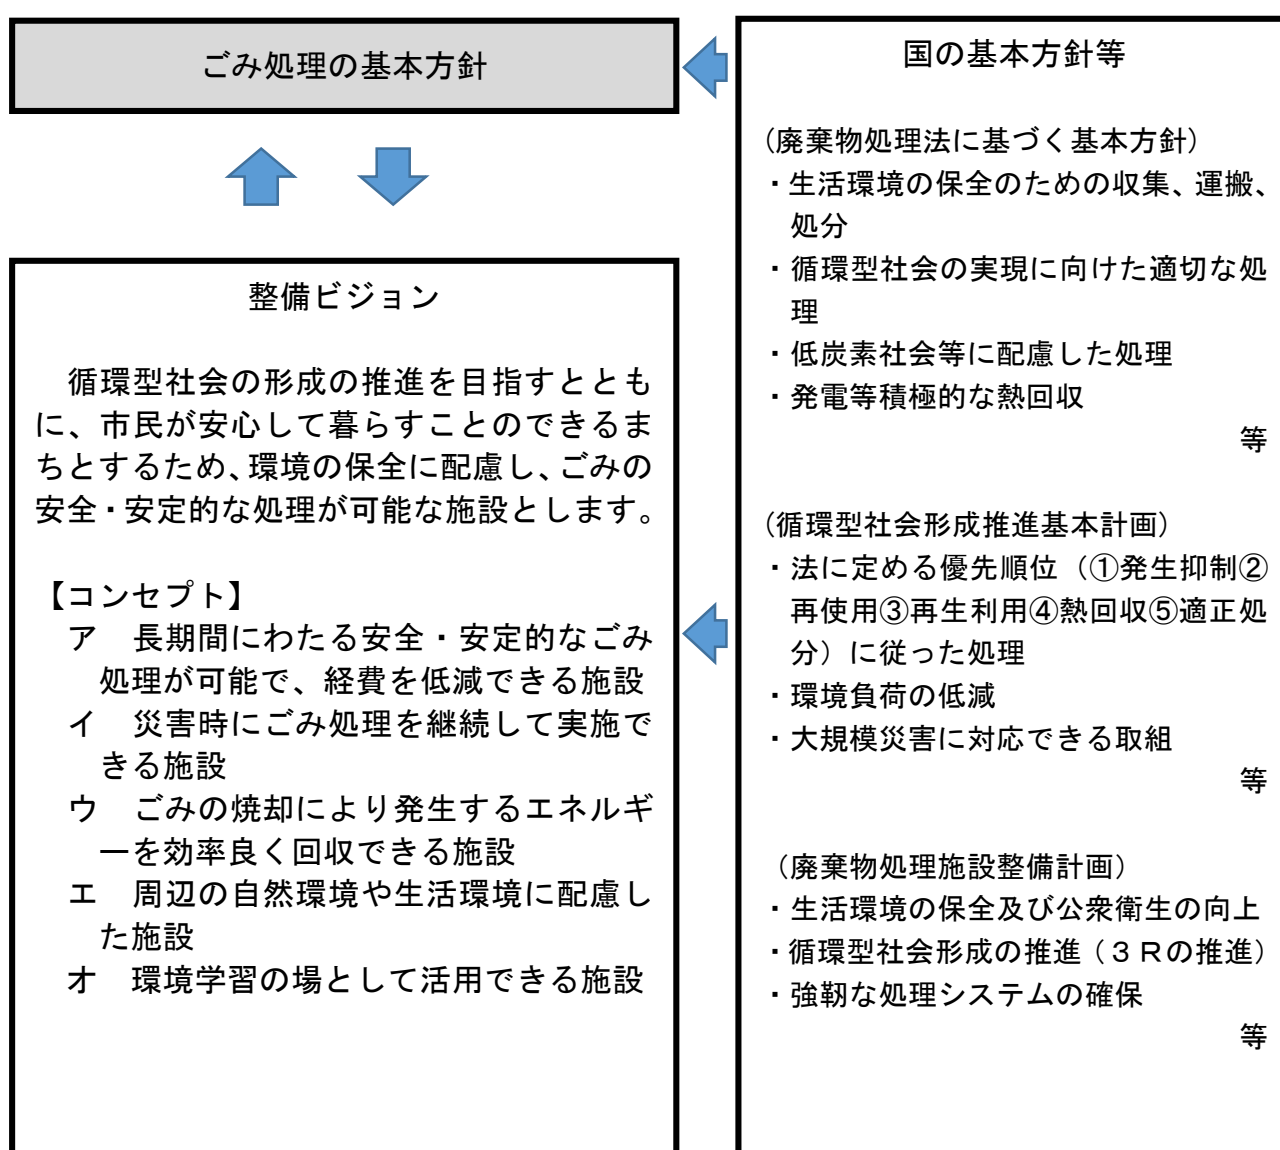 ごみ処理の基本方針
整備ビジョン
循環型社会の形成の推進を目指すととも
に、市民が安心して暮らすことのできるま
ちとするため、環境の保全に配慮し、ごみの
安全・安定的な処理が可能な施設とします。
【コンセプト】
ア　長期間にわたる安全・安定的なごみ
処理が可能で、経費を低減できる施設
イ　災害時にごみ処理を継続して実施で
きる施設
ウ　ごみの焼却により発生するエネルギ
ーを効率良く回収できる施設
エ　周辺の自然環境や生活環境に配慮し
た施設
オ　環境学習の場として活用できる施設
国の基本方針等
（廃棄物処理法に基づく基本方針）
・生活環境の保全のための収集、運搬、
処分
・循環型社会の実現に向けた適切な処
理
・低炭素社会等に配慮した処理
・発電等積極的な熱回収
等
（循環型社会形成推進基本計画）
・法に定める優先順位（①発生抑制②
再使用③再生利用④熱回収⑤適正処
分）に従った処理
・環境負荷の低減
・大規模災害に対応できる取組
等
（廃棄物処理施設整備計画）
・生活環境の保全及び公衆衛生の向上
・循環型社会形成の推進（３Ｒの推進）
・強靭な処理システムの確保
等